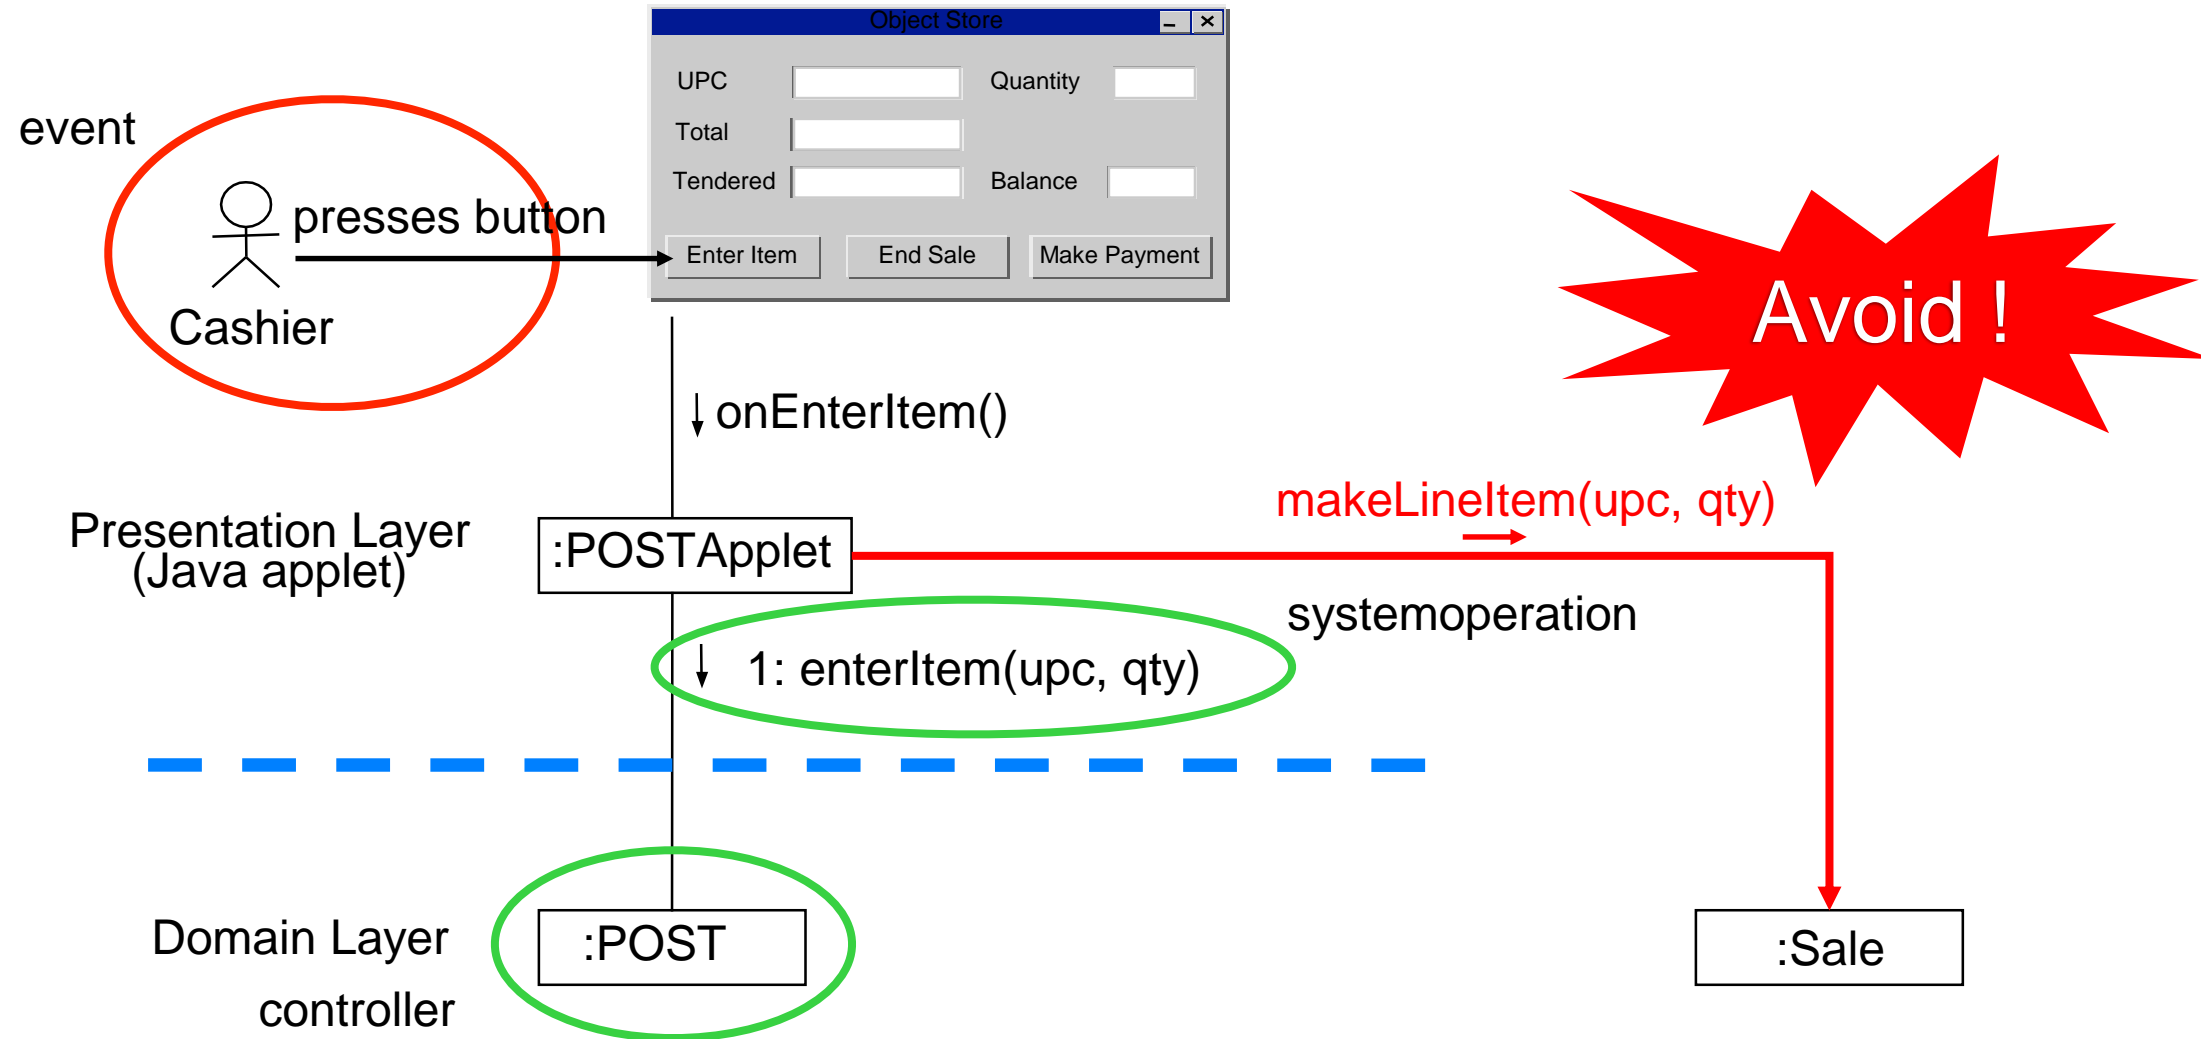 Object Store
UPC
Quantity
Total
Tendered
Balance
Enter Item
End Sale
Make Payment
event
presses button
Cashier
Avoid !
onEnterItem()
makeLineItem(upc, qty)
Presentation Layer
(Java applet)
:POSTApplet
systemoperation
1: enterItem(upc, qty)
Domain Layer
controller
:POST
:Sale